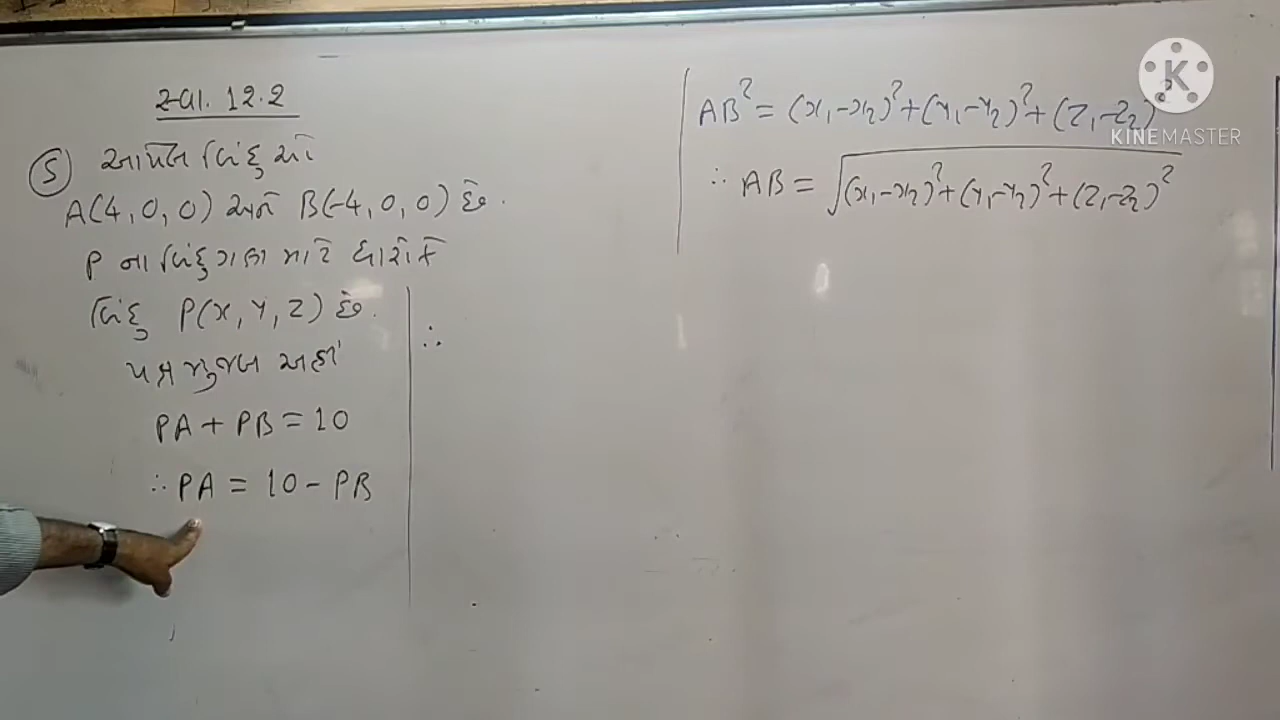 સ્વા. 12.2
૬ આપેલ બિંદુઓ
A(4, 0, 0) અને B(-4, 0, 0) છે.
P ના બિંદુગણ માટે ધારો કે
બિંદુ P(x, y, z) છે.
પ્રશ્ન મુજબ અહીં
PA + PB = 10
∴ PA = 10 - PB
∴
AB² = (x₁-x₂)² + (y₁-y₂)² + (z₁-z₂)²
∴ AB = √(x₁-x₂)² + (y₁-y₂)² + (z₁-z₂)²
K
KINEMASTER